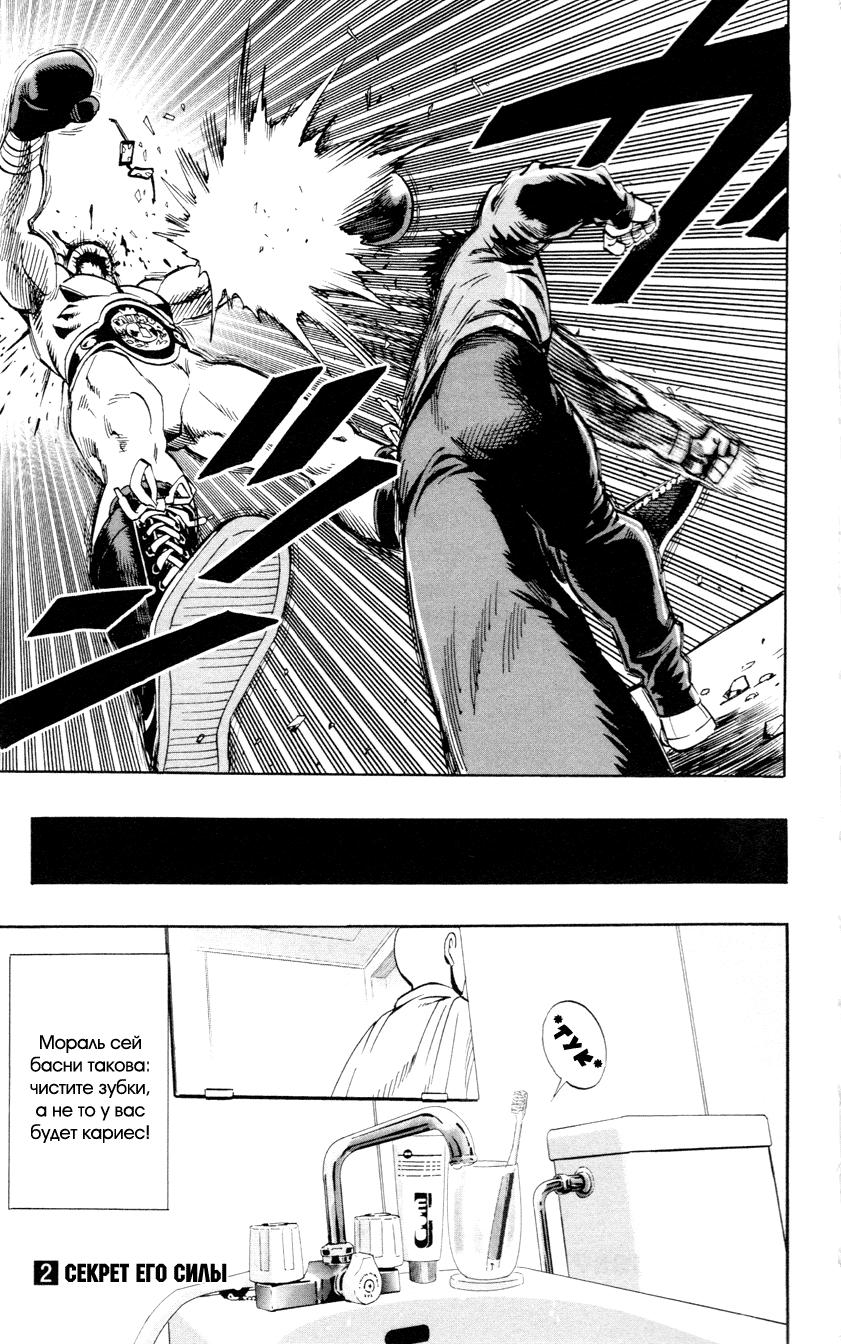 *ТУК*
Мораль сей
басни такова:
чистите зубки,
а не то у вас
будет кариес!
2 СЕКРЕТ ЕГО СИЛЫ